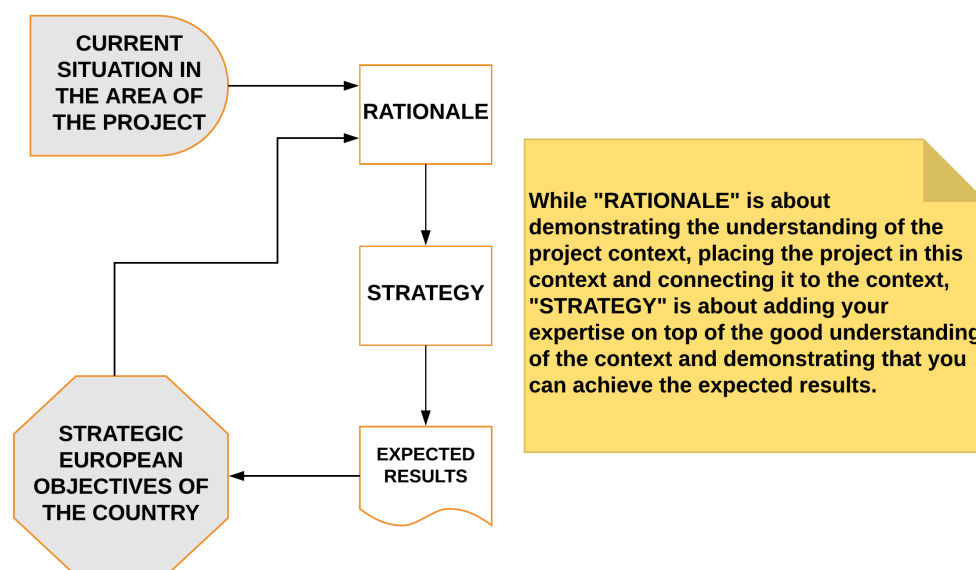 CURRENT
SITUATION IN
THE AREA OF
THE PROJECT
RATIONALE
STRATEGY
EXPECTED
RESULTS
STRATEGIC
EUROPEAN
OBJECTIVES OF
THE COUNTRY
While "RATIONALE" is about
demonstrating the understanding of the
project context, placing the project in this
context and connecting it to the context,
"STRATEGY" is about adding your
expertise on top of the good understanding
of the context and demonstrating that you
can achieve the expected results.